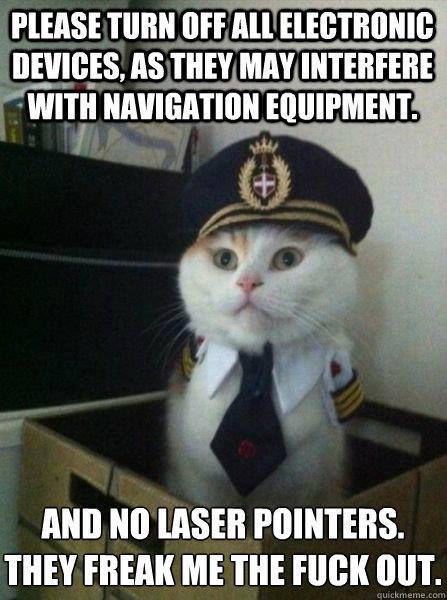 PLEASE TURN OFF ALL ELECTRONIC
DEVICES, AS THEY MAY INTERFERE
WITH NAVIGATION EQUIPMENT.
AND NO LASER POINTERS.
THEY FREAK ME THE FUCK OUT.
quickmeme.com